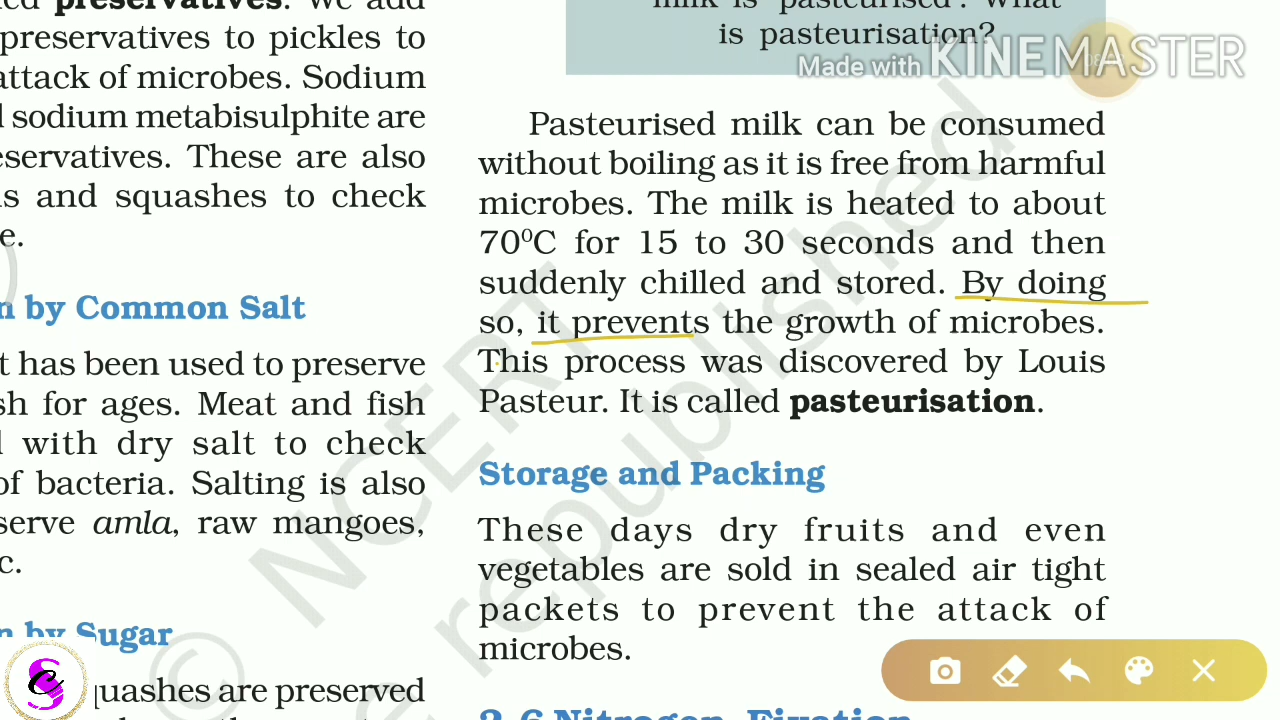 preservatives. We add
preservatives to pickles to
attack of microbes. Sodium
sodium metabisulphite are
eservatives. These are also
s and squashes to check
e.
n by Common Salt
t has been used to preserve
sh for ages. Meat and fish
with dry salt to check
of bacteria. Salting is also
serve amla, raw mangoes,
c.
n by Sugar
quashes are preserved
milk is 'pasteurised'. What
is pasteurisation?
Made with KINEMASTER
Pasteurised milk can be consumed
without boiling as it is free from harmful
microbes. The milk is heated to about
70⁰C for 15 to 30 seconds and then
suddenly chilled and stored. By doing
so, it prevents the growth of microbes.
This process was discovered by Louis
Pasteur. It is called pasteurisation.
Storage and Packing
These days dry fruits and even
vegetables are sold in sealed air tight
packets to prevent the attack of
microbes.
2.6 Nitrogen Fixation
© NCERT
republished